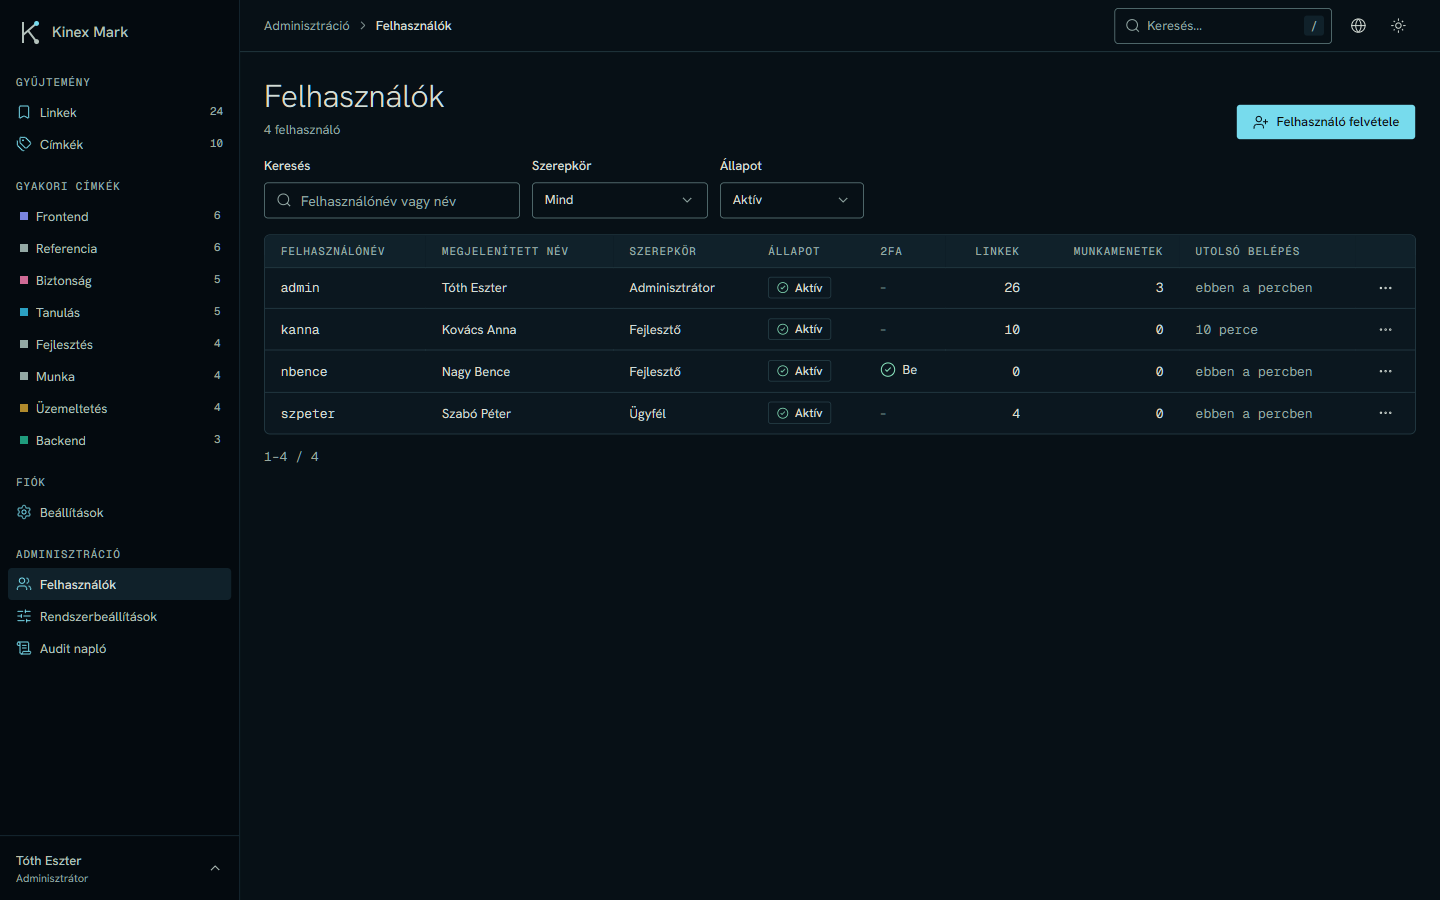 Kinex Mark
GYŰJTEMÉNY
Linkek 24
Címkék 10
GYAKORI CÍMKÉK
Frontend 6
Referencia 6
Biztonság 5
Tanulás 5
Fejlesztés 4
Munka 4
Üzemeltetés 4
Backend 3
FIÓK
Beállítások
ADMINISZTRÁCIÓ
Felhasználók
Rendszerbeállítások
Audit napló
Tóth Eszter
Adminisztrátor
Adminisztráció > Felhasználók
Keresés... /
Felhasználók
4 felhasználó
Felhasználó felvétele
Keresés Szerepkör Állapot
Felhasználónév vagy név Mind Aktív
FELHASZNÁLÓNÉV MEGJELENÍTETT NÉV SZEREPKÖR ÁLLAPOT 2FA LINKEK MUNKAMENETEK UTOLSÓ BELÉPÉS
admin Tóth Eszter Adminisztrátor Aktív – 26 3 ebben a percben ...
kanna Kovács Anna Fejlesztő Aktív – 10 0 10 perce ...
nbence Nagy Bence Fejlesztő Aktív Be 0 0 ebben a percben ...
szpeter Szabó Péter Ügyfél Aktív – 4 0 ebben a percben ...
1–4 / 4